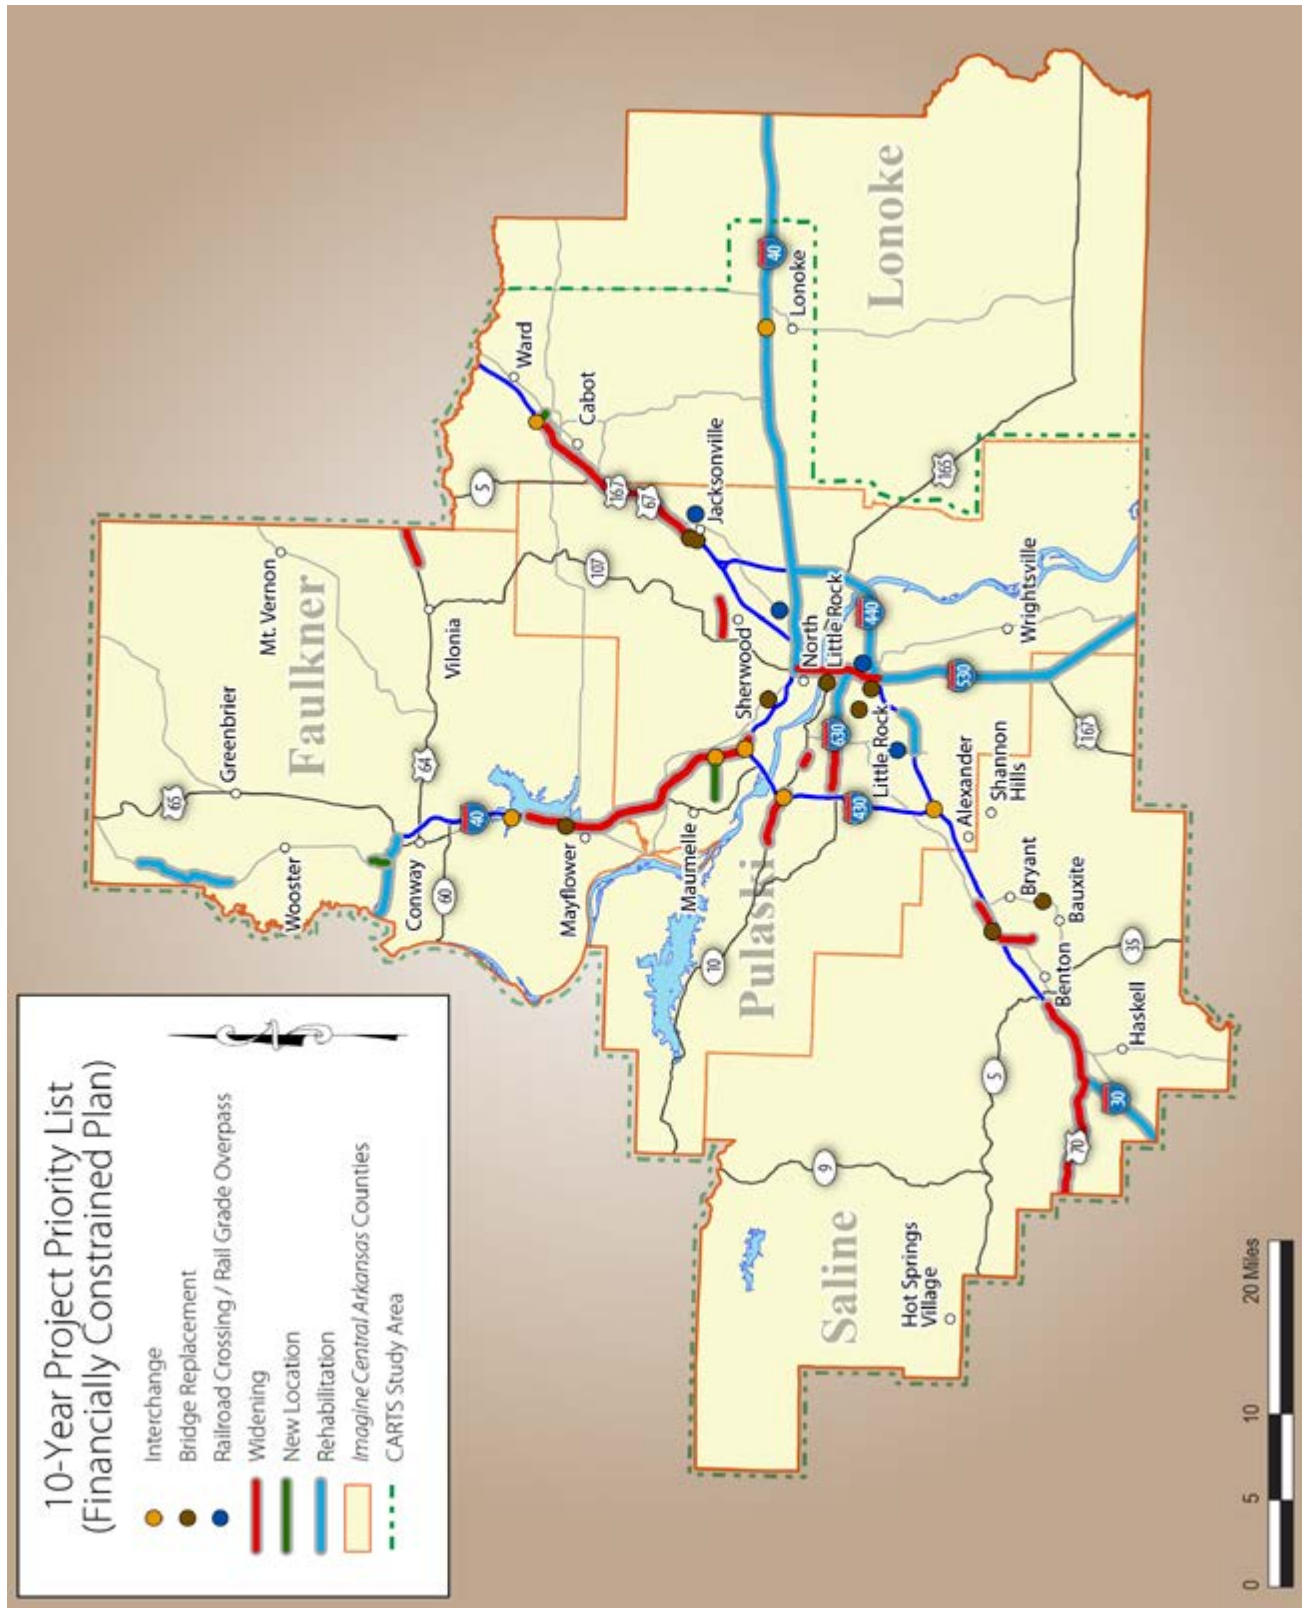 10-Year Project Priority List
(Financially Constrained Plan)
Interchange
Bridge Replacement
Railroad Crossing / Rail Grade Overpass
Widening
New Location
Rehabilitation
Imagine Central Arkansas Counties
CARTS Study Area
N
65
Greenbrier
Wooster
Mt. Vernon
Faulkner
64
Vilonia
Conway
60
40
Mayflower
5
Ward
Cabot
167
67
Jacksonville
107
Sherwood
Maumelle
10
Pulaski
North
Little Rock
40
Lonoke
Lonoke
165
440
630
430
Little Rock
530
Wrightsville
Alexander
Shannon
Hills
167
Bryant
Bauxite
Benton
35
Haskell
30
70
5
9
Saline
Hot Springs
Village
0
5
10
20 Miles